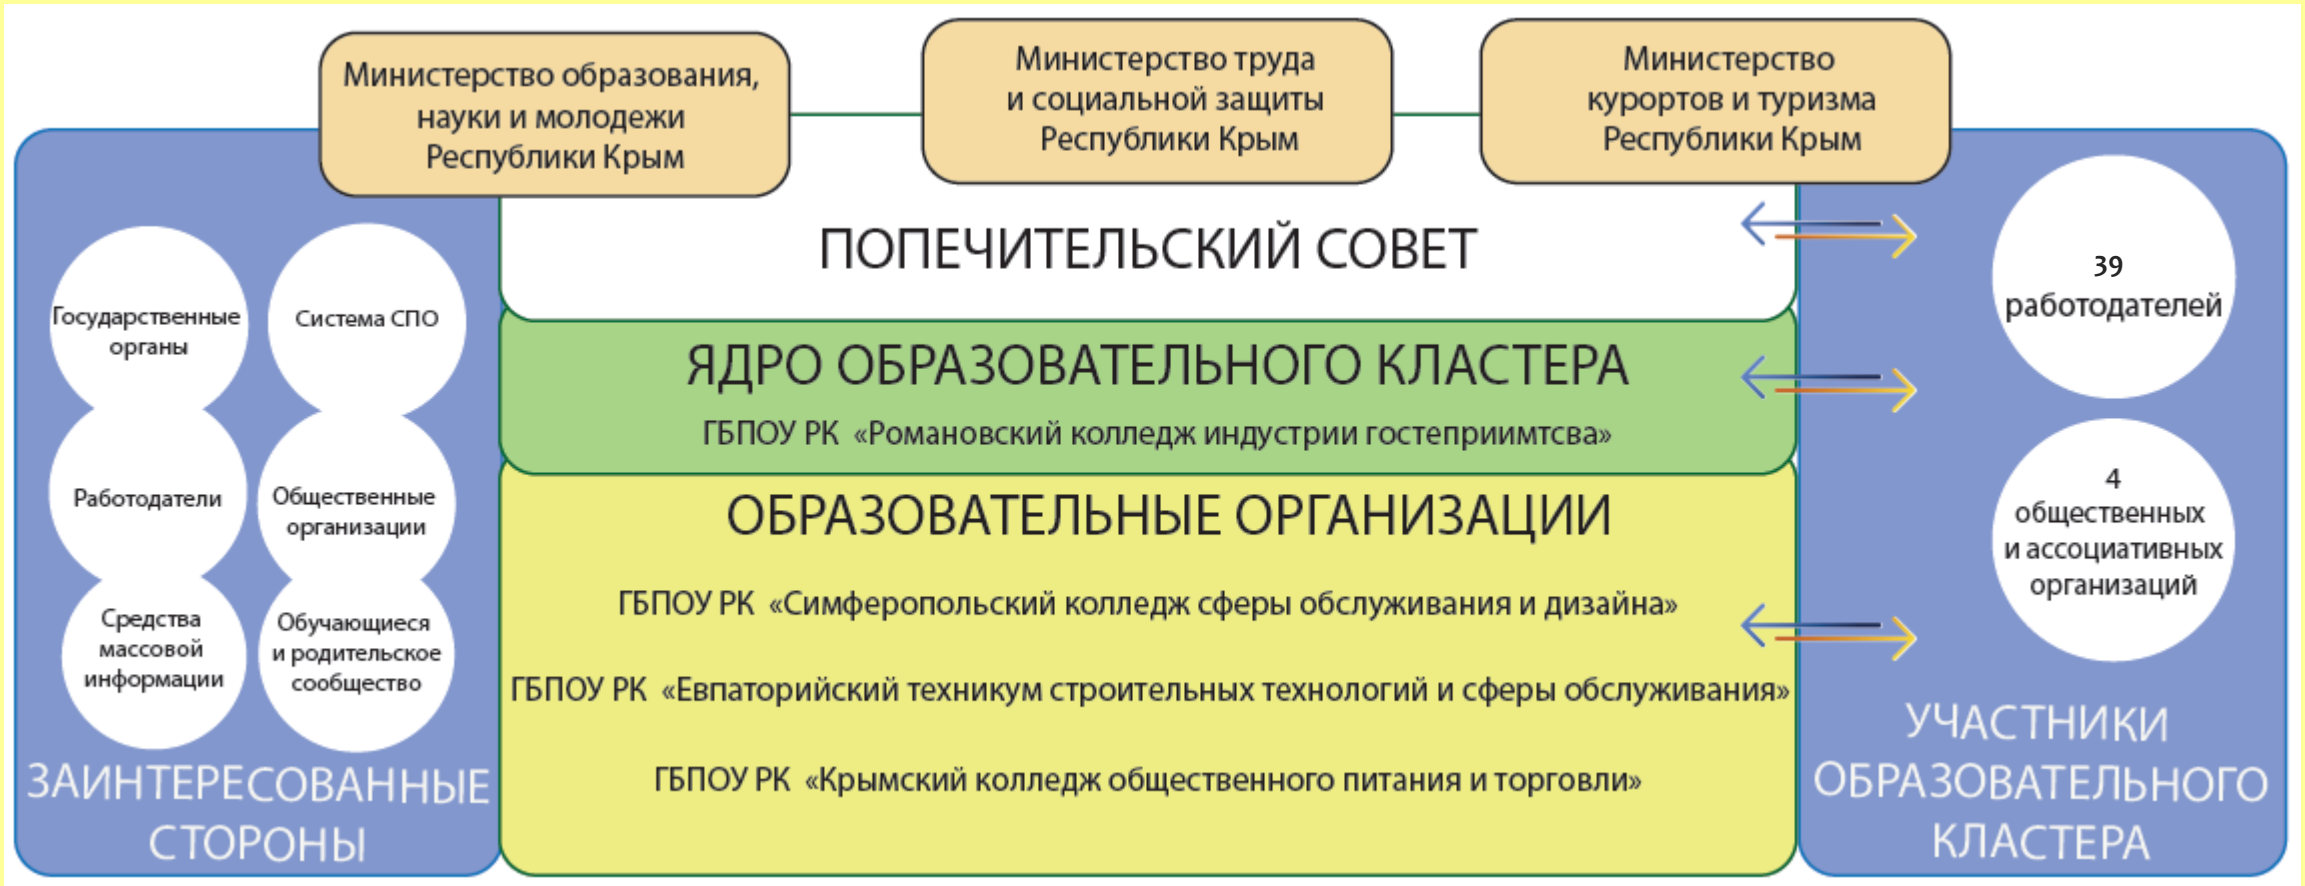 Министерство образования,
науки и молодежи
Республики Крым
Министерство труда
и социальной защиты
Республики Крым
Министерство
курортов и туризма
Республики Крым
Государственные
органы
Система СПО
Работодатели
Общественные
организации
Средства
массовой
информации
Обучающиеся
и родительское
сообщество
ЗАИНТЕРЕСОВАННЫЕ
СТОРОНЫ
ПОПЕЧИТЕЛЬСКИЙ СОВЕТ
ЯДРО ОБРАЗОВАТЕЛЬНОГО КЛАСТЕРА
ГБПОУ РК «Романовский колледж индустрии гостеприимтсва»
ОБРАЗОВАТЕЛЬНЫЕ ОРГАНИЗАЦИИ
ГБПОУ РК «Симферопольский колледж сферы обслуживания и дизайна»
ГБПОУ РК «Евпаторийский техникум строительных технологий и сферы обслуживания»
ГБПОУ РК «Крымский колледж общественного питания и торговли»
39
работодателей
4
общественных
и ассоциативных
организаций
УЧАСТНИКИ
ОБРАЗОВАТЕЛЬНОГО
КЛАСТЕРА